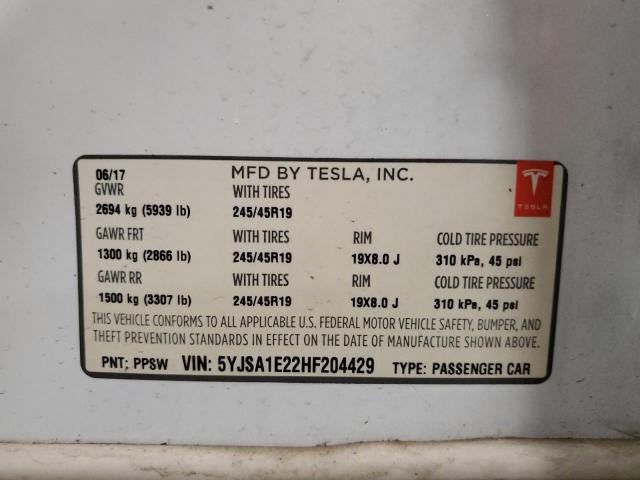 06/17 MFD BY TESLA, INC.
GVWR WITH TIRES
TESLA
2694 kg (5939 lb) 245/45R19
GAWR FRT WITH TIRES RIM COLD TIRE PRESSURE
1300 kg (2866 lb) 245/45R19 19X8.0 J 310 kPa, 45 psi
GAWR RR WITH TIRES RIM COLD TIRE PRESSURE
1500 kg (3307 lb) 245/45R19 19X8.0 J 310 kPa, 45 psi
THIS VEHICLE CONFORMS TO ALL APPLICABLE U.S. FEDERAL MOTOR VEHICLE SAFETY, BUMPER, AND
THEFT PREVENTION STANDARDS IN EFFECT ON THE DATE OF MANUFACTURE SHOWN ABOVE.
PNT; PPSW VIN: 5YJSA1E22HF204429 TYPE: PASSENGER CAR